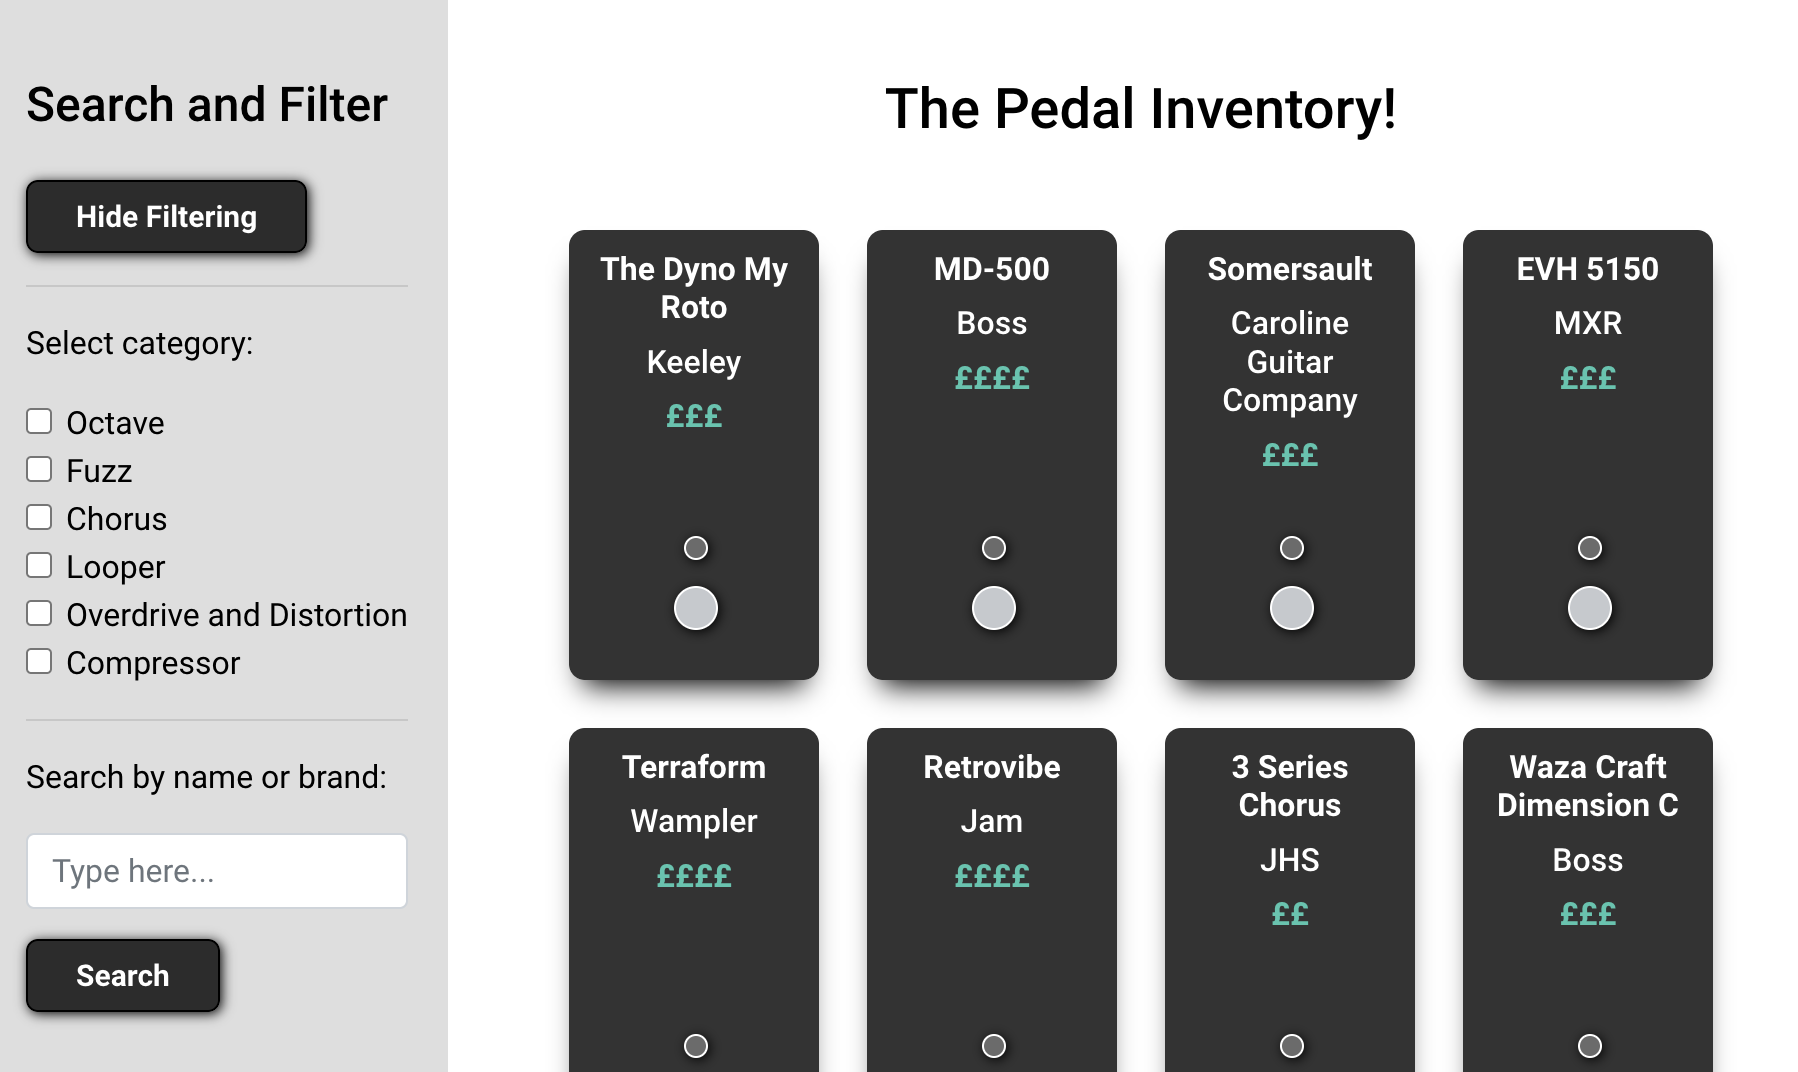 Search and Filter
Hide Filtering
Select category:
Octave
Fuzz
Chorus
Looper
Overdrive and Distortion
Compressor
Search by name or brand:
Type here...
Search
The Pedal Inventory!
The Dyno My
Roto
Keeley
£££
MD-500
Boss
££££
Somersault
Caroline
Guitar
Company
£££
EVH 5150
MXR
£££
Terraform
Wampler
££££
Retrovibe
Jam
££££
3 Series
Chorus
JHS
££
Waza Craft
Dimension C
Boss
£££